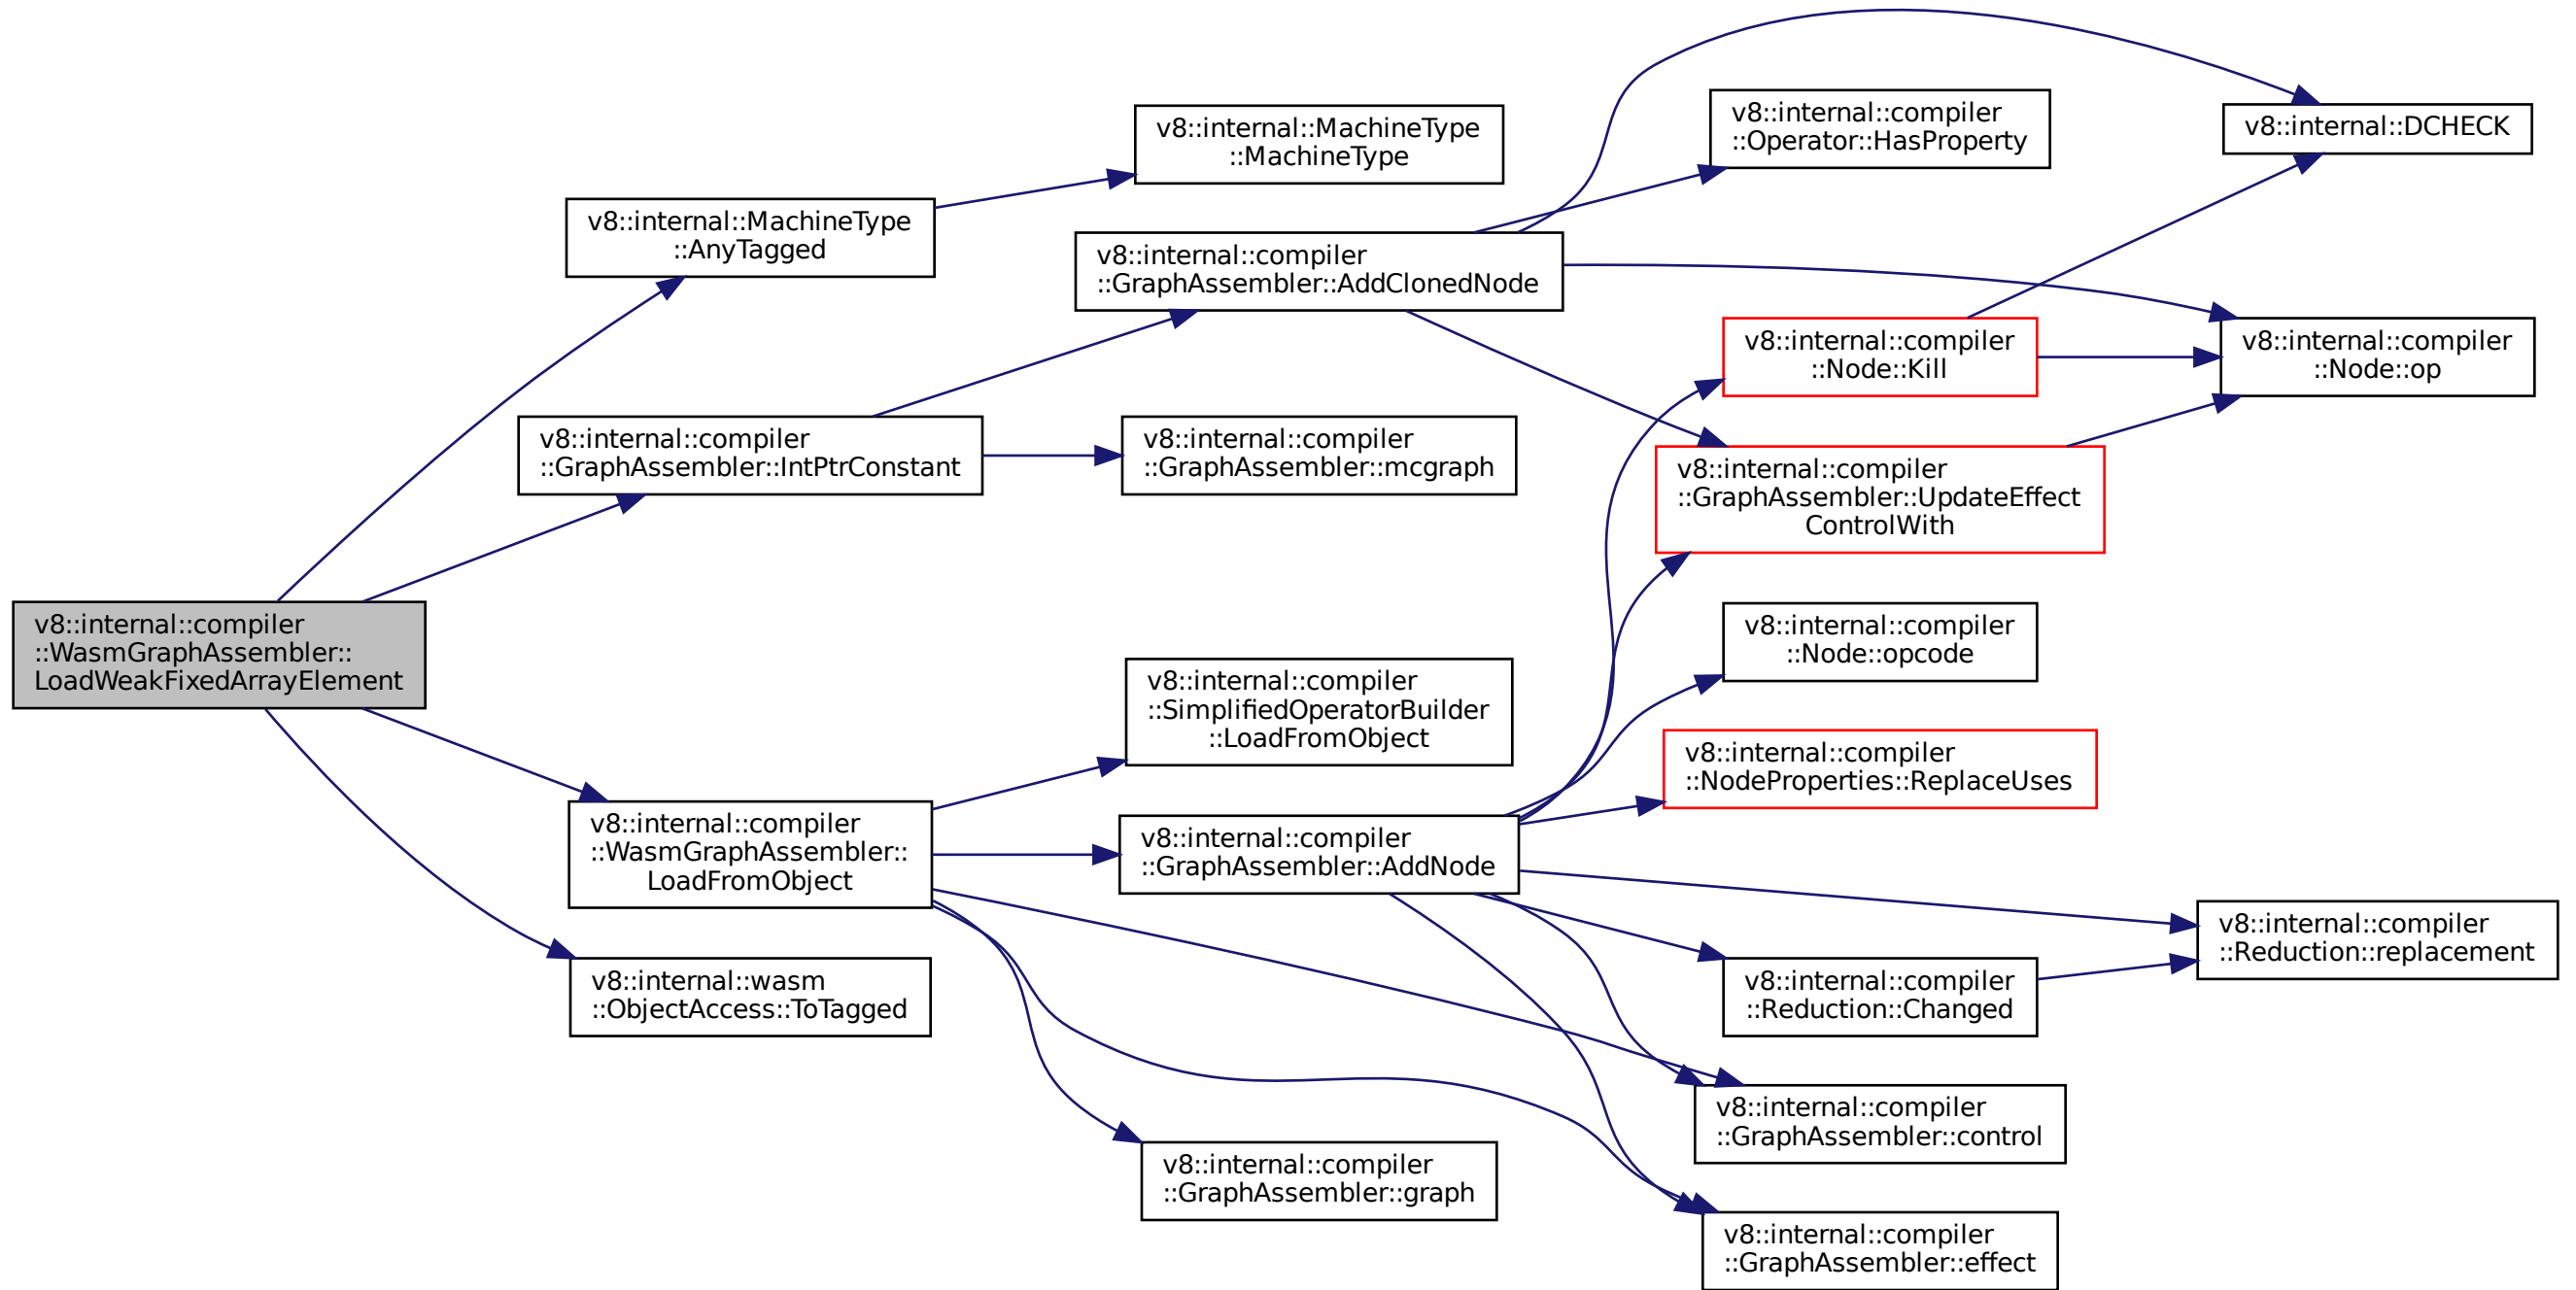 v8::internal::compiler
::WasmGraphAssembler::
LoadWeakFixedArrayElement
v8::internal::MachineType
::AnyTagged
v8::internal::MachineType
::MachineType
v8::internal::compiler
::GraphAssembler::IntPtrConstant
v8::internal::compiler
::GraphAssembler::AddClonedNode
v8::internal::DCHECK
v8::internal::compiler
::Operator::HasProperty
v8::internal::compiler
::Node::op
v8::internal::compiler
::GraphAssembler::UpdateEffect
ControlWith
v8::internal::compiler
::GraphAssembler::mcgraph
v8::internal::compiler
::WasmGraphAssembler::
LoadFromObject
v8::internal::compiler
::SimplifiedOperatorBuilder
::LoadFromObject
v8::internal::compiler
::GraphAssembler::AddNode
v8::internal::compiler
::Node::Kill
v8::internal::compiler
::Node::opcode
v8::internal::compiler
::NodeProperties::ReplaceUses
v8::internal::compiler
::Reduction::replacement
v8::internal::compiler
::Reduction::Changed
v8::internal::compiler
::GraphAssembler::control
v8::internal::compiler
::GraphAssembler::effect
v8::internal::compiler
::GraphAssembler::graph
v8::internal::wasm
::ObjectAccess::ToTagged